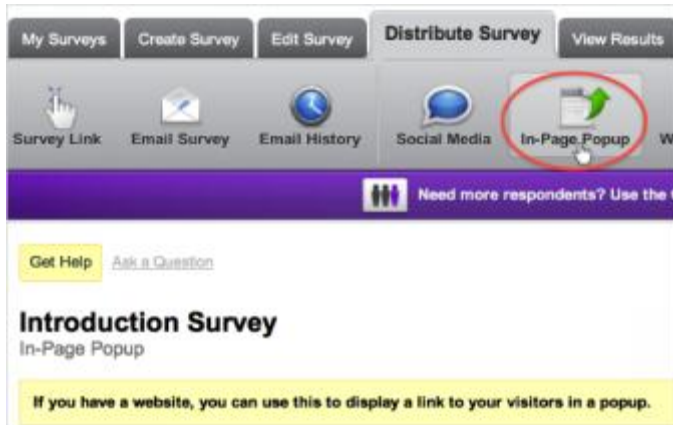 My Surveys Create Survey Edit Survey Distribute Survey View Results
Survey Link Email Survey Email History Social Media In-Page Popup W
Need more respondents? Use the
Get Help Ask a Question
Introduction Survey
In-Page Popup
If you have a website, you can use this to display a link to your visitors in a popup.